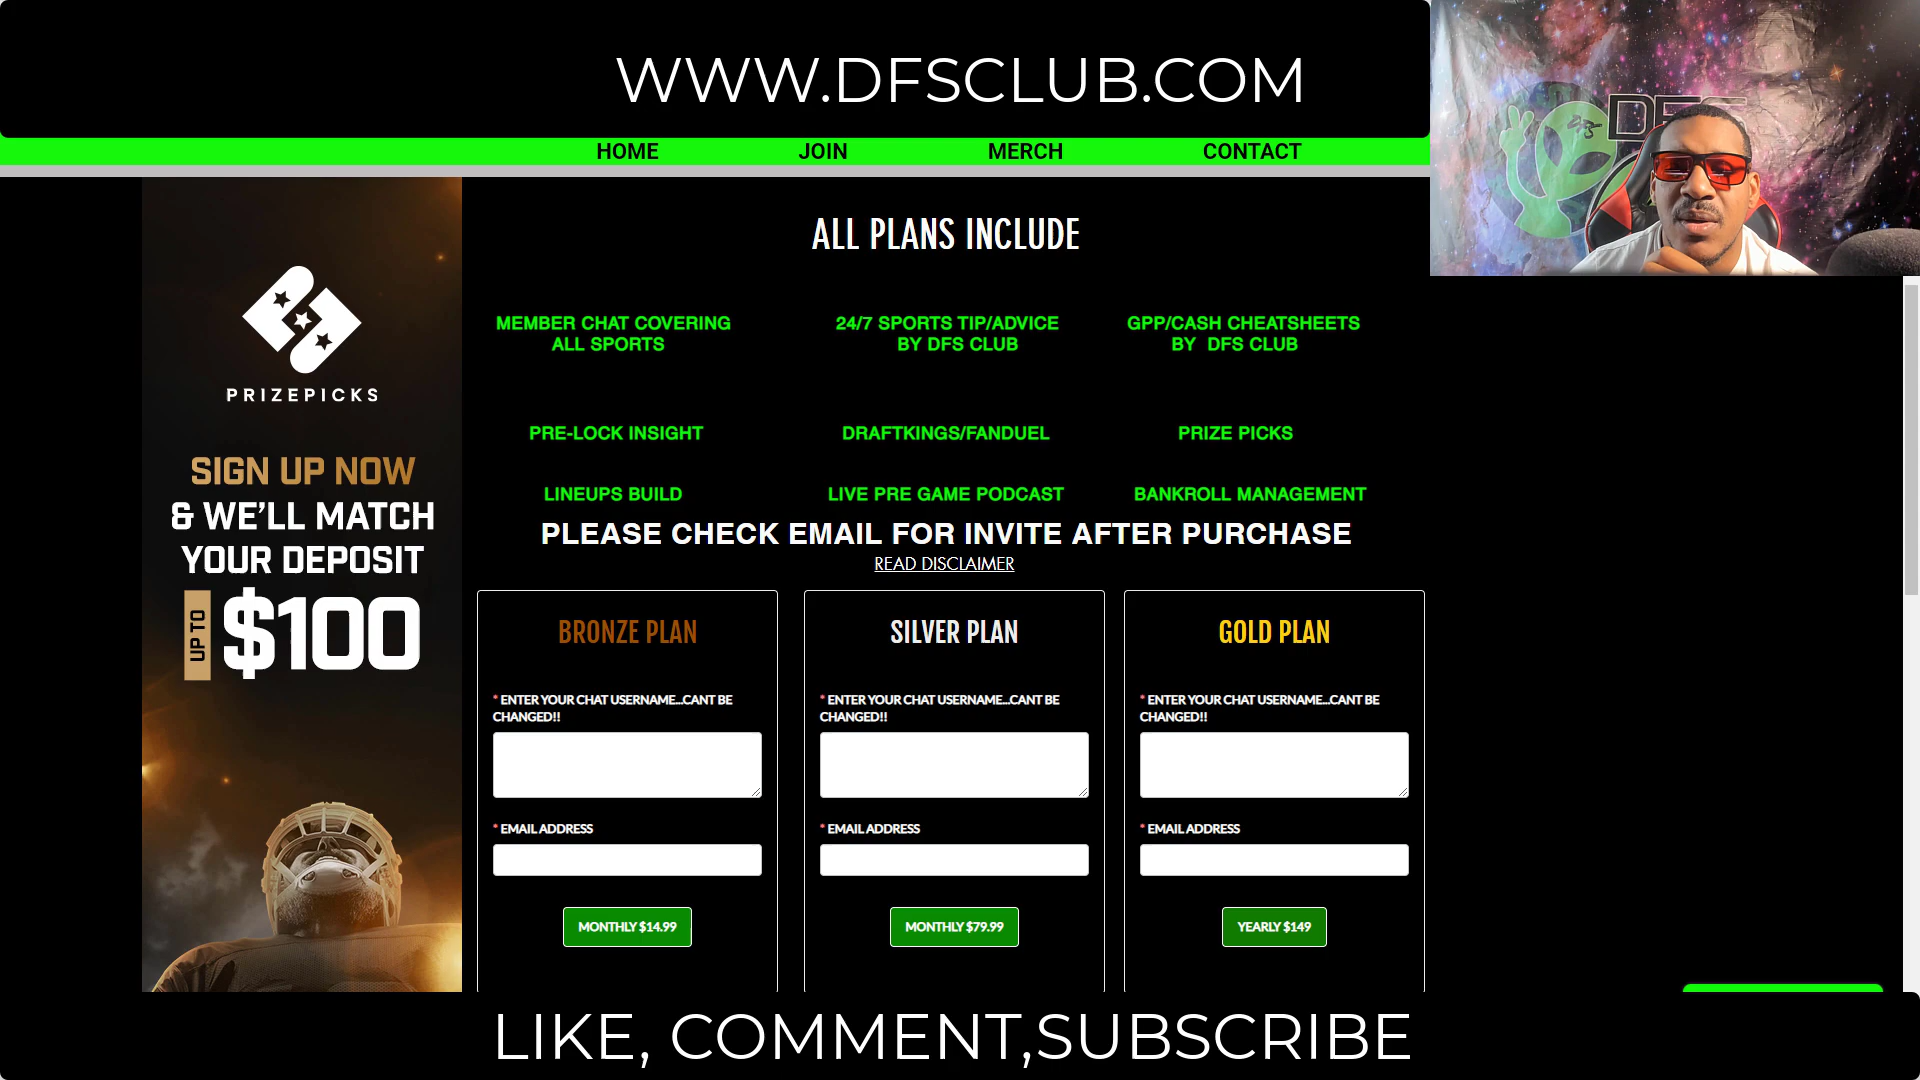 WWW.DFSCLUB.COM
HOME JOIN MERCH CONTACT
DFS
PRIZEPICKS
SIGN UP NOW
& WE'LL MATCH
YOUR DEPOSIT
UP TO $100
ALL PLANS INCLUDE
MEMBER CHAT COVERING
ALL SPORTS
24/7 SPORTS TIP/ADVICE
BY DFS CLUB
GPP/CASH CHEATSHEETS
BY DFS CLUB
PRE-LOCK INSIGHT
DRAFTKINGS/FANDUEL
PRIZE PICKS
LINEUPS BUILD
LIVE PRE GAME PODCAST
BANKROLL MANAGEMENT
PLEASE CHECK EMAIL FOR INVITE AFTER PURCHASE
READ DISCLAIMER
BRONZE PLAN
* ENTER YOUR CHAT USERNAME...CANT BE
CHANGED!!
* EMAIL ADDRESS
MONTHLY $14.99
SILVER PLAN
* ENTER YOUR CHAT USERNAME...CANT BE
CHANGED!!
* EMAIL ADDRESS
MONTHLY $79.99
GOLD PLAN
* ENTER YOUR CHAT USERNAME...CANT BE
CHANGED!!
* EMAIL ADDRESS
YEARLY $149
LIKE, COMMENT,SUBSCRIBE